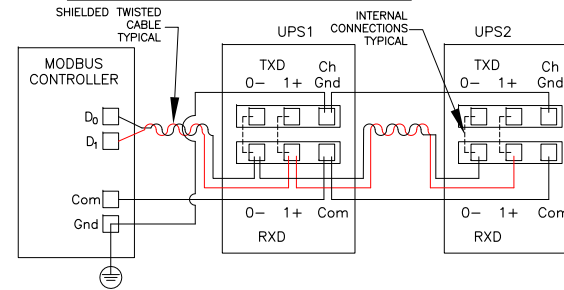 SHIELDED TWISTED
CABLE
TYPICAL
UPS1
INTERNAL
CONNECTIONS
TYPICAL
UPS2
MODBUS
CONTROLLER
TXD
0- 1+
Ch
Gnd
TXD
0- 1+
Ch
Gnd
D0
D1
Com
Gnd
0- 1+ Com
RXD
0- 1+ Com
RXD